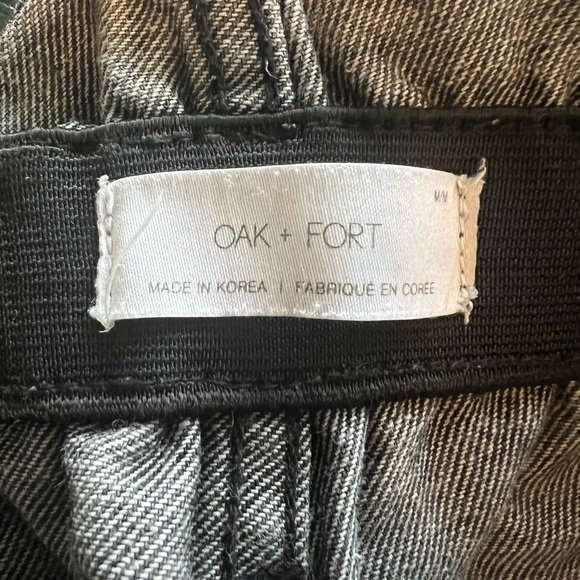 M/M
OAK + FORT
MADE IN KOREA | FABRIQUÉ EN CORÉE